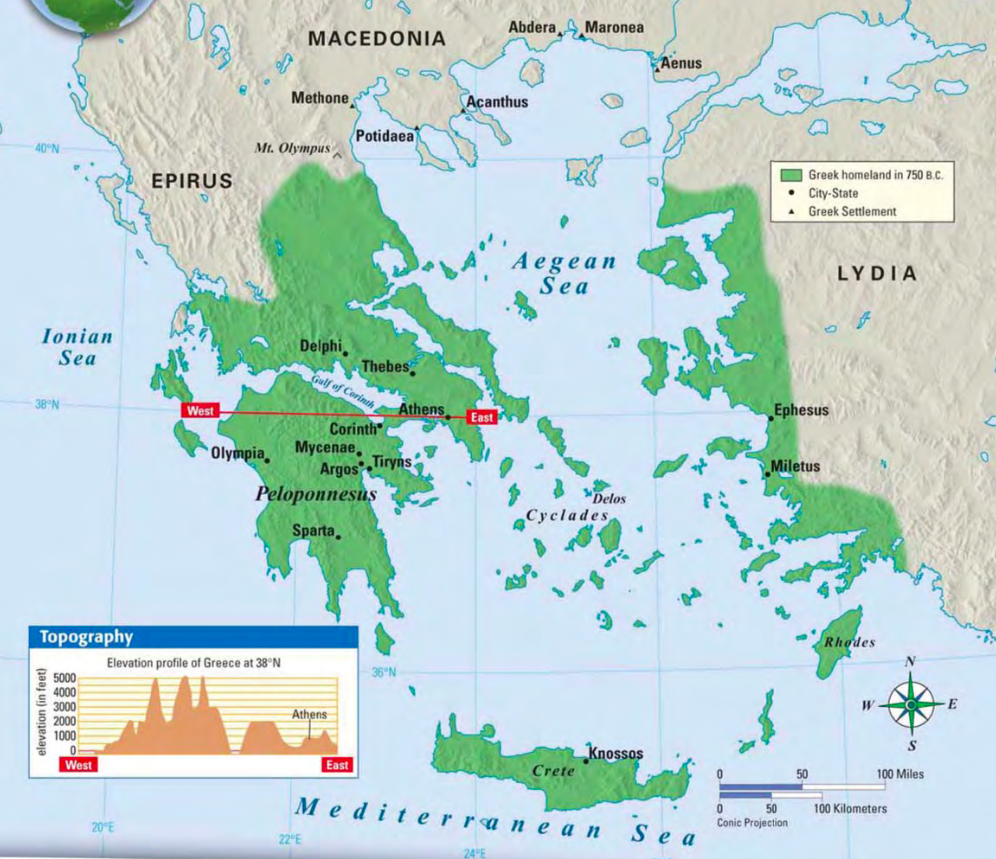 MACEDONIA
Abdera
Maronea
Aenus
Methone
Acanthus
Potidaea
Mt. Olympus
40°N
EPIRUS
Greek homeland in 750 B.C.
City-State
Greek Settlement
Aegean
Sea
LYDIA
Ionian
Sea
Delphi
Thebes
Gulf of Corinth
38°N
West
Athens
East
Ephesus
Corinth
Mycenae
Olympia
Argos
Tiryns
Miletus
Peloponnesus
Delos
Cyclades
Sparta
Rhodes
36°N
Topography
Elevation profile of Greece at 38°N
elevation (in feet)
5000
4000
3000
2000
1000
0
Athens
West
East
N
W
E
S
Knossos
Crete
0 50 100 Miles
0 50 100 Kilometers
Conic Projection
Mediterranean Sea
20°E
22°E
24°E